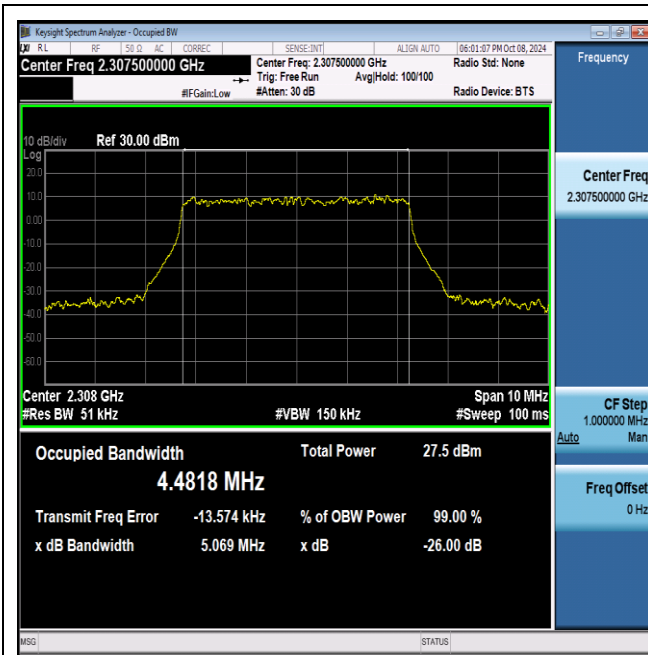 Keysight Spectrum Analyzer - Occupied BW
LXI RL RF 50 Ω AC CORREC SENSE:INT ALIGN AUTO 06:01:07 PM Oct 08, 2024
Center Freq 2.307500000 GHz
Center Freq: 2.307500000 GHz Radio Std: None
Trig: Free Run Avg|Hold: 100/100
#IFGain:Low #Atten: 30 dB Radio Device: BTS
10 dB/div Ref 30.00 dBm
Log
20.0
10.0
0.00
-10.0
-20.0
-30.0
-40.0
-50.0
-60.0
Center 2.308 GHz Span 10 MHz
#Res BW 51 kHz #VBW 150 kHz #Sweep 100 ms
Occupied Bandwidth Total Power 27.5 dBm
4.4818 MHz
Transmit Freq Error -13.574 kHz % of OBW Power 99.00 %
x dB Bandwidth 5.069 MHz x dB -26.00 dB
MSG STATUS
Frequency
Center Freq
2.307500000 GHz
CF Step
1.000000 MHz
Auto Man
Freq Offset
0 Hz